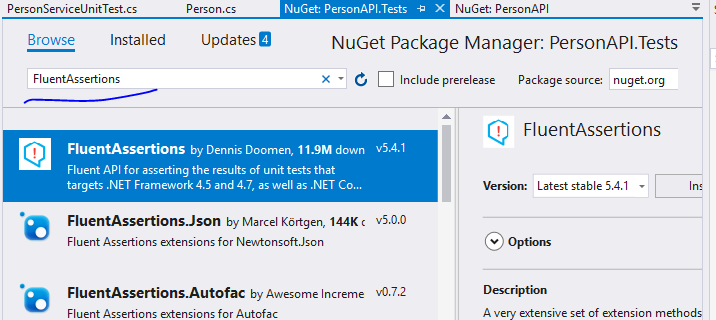 PersonServiceUnitTest.cs Person.cs NuGet: PersonAPI.Tests NuGet: PersonAPI
Browse Installed Updates 4 NuGet Package Manager: PersonAPI.Tests
FluentAssertions Include prerelease Package source: nuget.org
FluentAssertions by Dennis Doomen, 11.9M down v5.4.1
Fluent API for asserting the results of unit tests that
targets .NET Framework 4.5 and 4.7, as well as .NET Co...
FluentAssertions.Json by Marcel Körtgen, 144K v5.0.0
Fluent Assertions extensions for Newtonsoft.Json
FluentAssertions.Autofac by Awesome Increme v0.7.2
Fluent Assertions extensions for Autofac
FluentAssertions
Version: Latest stable 5.4.1 Ins
Options
Description
A very extensive set of extension methods